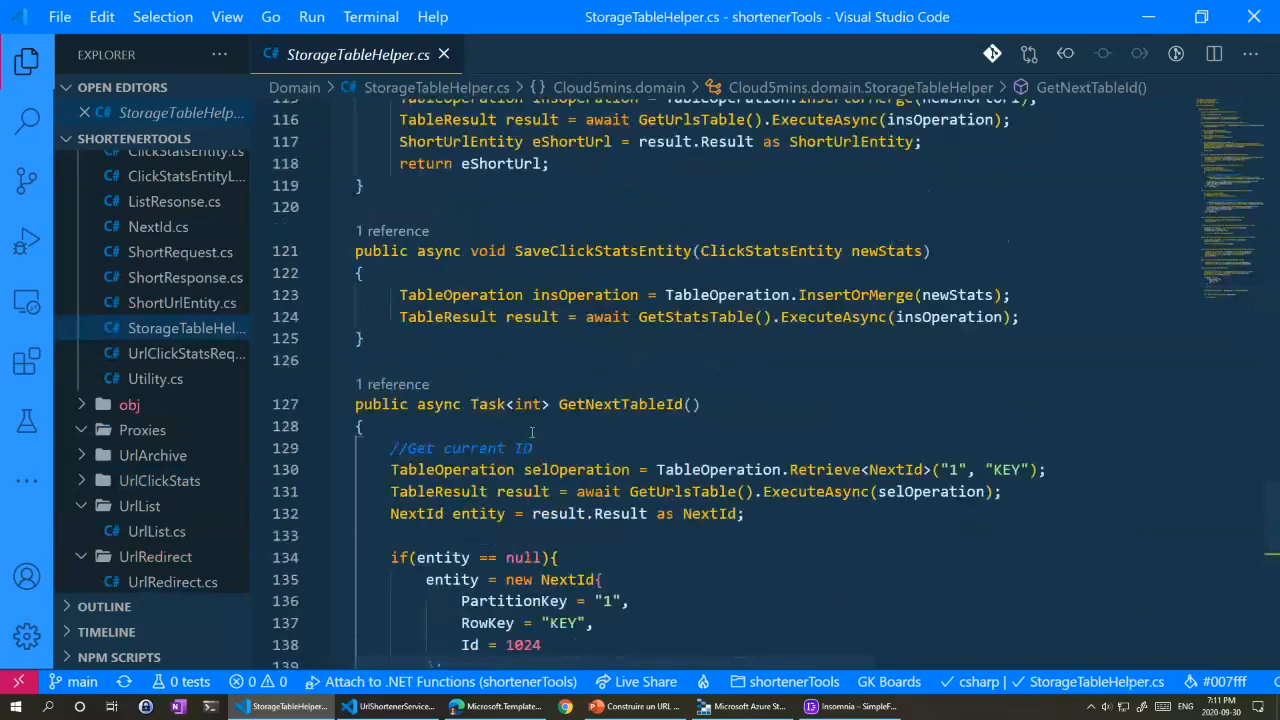 File Edit Selection View Go Run Terminal Help StorageTableHelper.cs - shortenerTools - Visual Studio Code
EXPLORER ··· C# StorageTableHelper.cs
OPEN EDITORS Domain > C# StorageTableHelper.cs > {} Cloud5mins.domain > Cloud5mins.domain.StorageTableHelper > GetNextTableId()
C# StorageTableHelp...
SHORTENERTOOLS
C# ClickStatsEntity.cs
C# ClickStatsEntityL...
C# ListResonse.cs
C# NextId.cs
C# ShortRequest.cs
C# ShortResponse.cs
C# ShortUrlEntity.cs
C# StorageTableHel...
C# UrlClickStatsReq...
C# Utility.cs
obj
Proxies
UrlArchive
UrlClickStats
UrlList
C# UrlList.cs
UrlRedirect
C# UrlRedirect.cs
OUTLINE
TIMELINE
NPM SCRIPTS
115 TableOperation insOperation = TableOperation.InsertOrMerge(newShortUrl);
116 TableResult result = await GetUrlsTable().ExecuteAsync(insOperation);
117 ShortUrlEntity eShortUrl = result.Result as ShortUrlEntity;
118 return eShortUrl;
119 }
120
1 reference
121 public async void SaveClickStatsEntity(ClickStatsEntity newStats)
122 {
123 TableOperation insOperation = TableOperation.InsertOrMerge(newStats);
124 TableResult result = await GetStatsTable().ExecuteAsync(insOperation);
125 }
126
1 reference
127 public async Task<int> GetNextTableId()
128 {
129 //Get current ID
130 TableOperation selOperation = TableOperation.Retrieve<NextId>("1", "KEY");
131 TableResult result = await GetUrlsTable().ExecuteAsync(selOperation);
132 NextId entity = result.Result as NextId;
133
134 if(entity == null){
135 entity = new NextId{
136 PartitionKey = "1",
137 RowKey = "KEY",
138 Id = 1024
139 };
main 0 tests 0 0 Attach to .NET Functions (shortenerTools) Live Share shortenerTools GK Boards csharp | StorageTableHelper.cs #007fff
StorageTableHelper... UrlShortenerService... Microsoft.Template... Construire un URL ... Microsoft Azure St... Insomnia – SimpleF... ENG 7:11 PM
2020-09-30